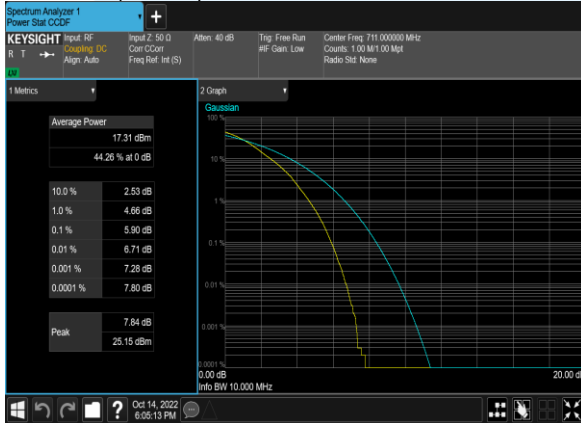 Spectrum Analyzer 1
Power Stat CCDF
KEYSIGHT
R T
Input: RF
Coupling: DC
Align: Auto
Input Z: 50 Ω
Corr CCorr
Freq Ref: Int (S)
Atten: 40 dB
Trig: Free Run
#IF Gain: Low
Center Freq: 711.000000 MHz
Counts: 1.00 M/1.00 Mpt
Radio Std: None
1 Metrics
Average Power
17.31 dBm
44.26 % at 0 dB
10.0 % 2.53 dB
1.0 % 4.66 dB
0.1 % 5.90 dB
0.01 % 6.71 dB
0.001 % 7.28 dB
0.0001 % 7.80 dB
Peak
7.84 dB
25.15 dBm
2 Graph
Gaussian
100 %
10 %
1 %
0.1 %
0.01 %
0.001 %
0.0001 %
0.00 dB
20.00 d
Info BW 10.000 MHz
?
Oct 14, 2022
6:05:13 PM